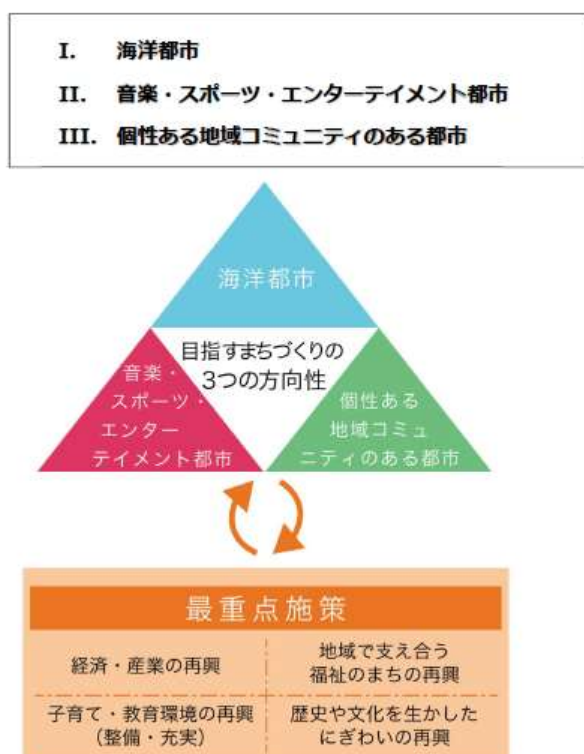 I. 海洋都市
II. 音楽・スポーツ・エンターテイメント都市
III. 個性ある地域コミュニティのある都市
海洋都市
目指すまちづくりの
3つの方向性
音楽・
スポーツ・
エンター
テイメント都市
個性ある
地域コミュ
ニティのある都市
最重点施策
経済・産業の再興
地域で支え合う
福祉のまちの再興
子育て・教育環境の再興
(整備・充実)
歴史や文化を生かした
にぎわいの再興